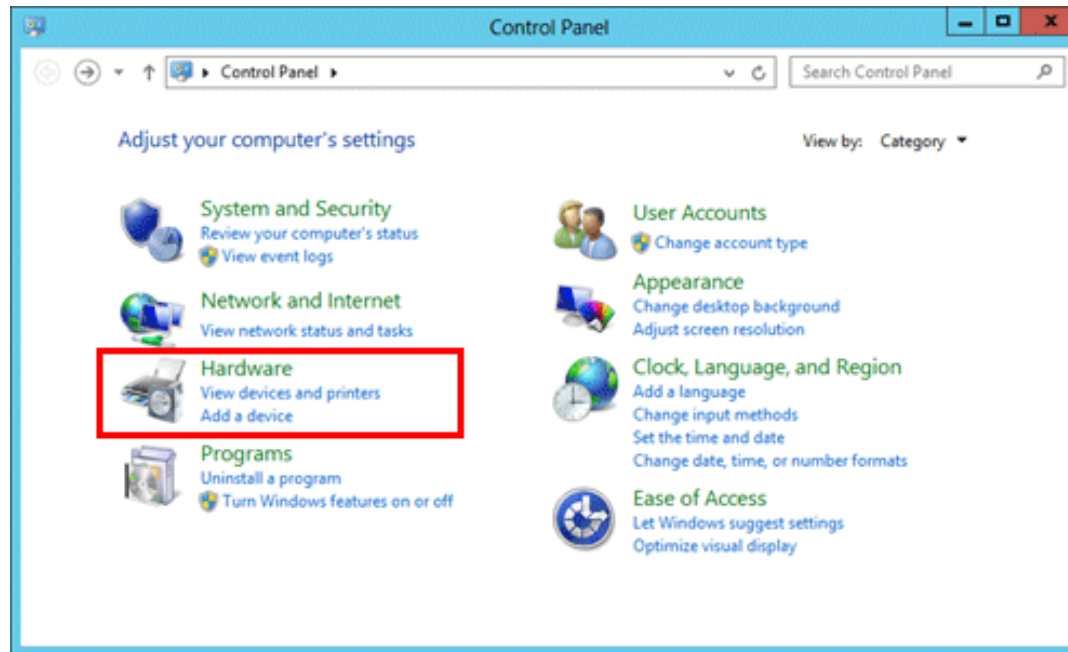 Control Panel
Control Panel
Search Control Panel
Adjust your computer's settings
View by: Category
System and Security
Review your computer's status
View event logs
Network and Internet
View network status and tasks
Hardware
View devices and printers
Add a device
Programs
Uninstall a program
Turn Windows features on or off
User Accounts
Change account type
Appearance
Change desktop background
Adjust screen resolution
Clock, Language, and Region
Add a language
Change input methods
Set the time and date
Change date, time, or number formats
Ease of Access
Let Windows suggest settings
Optimize visual display